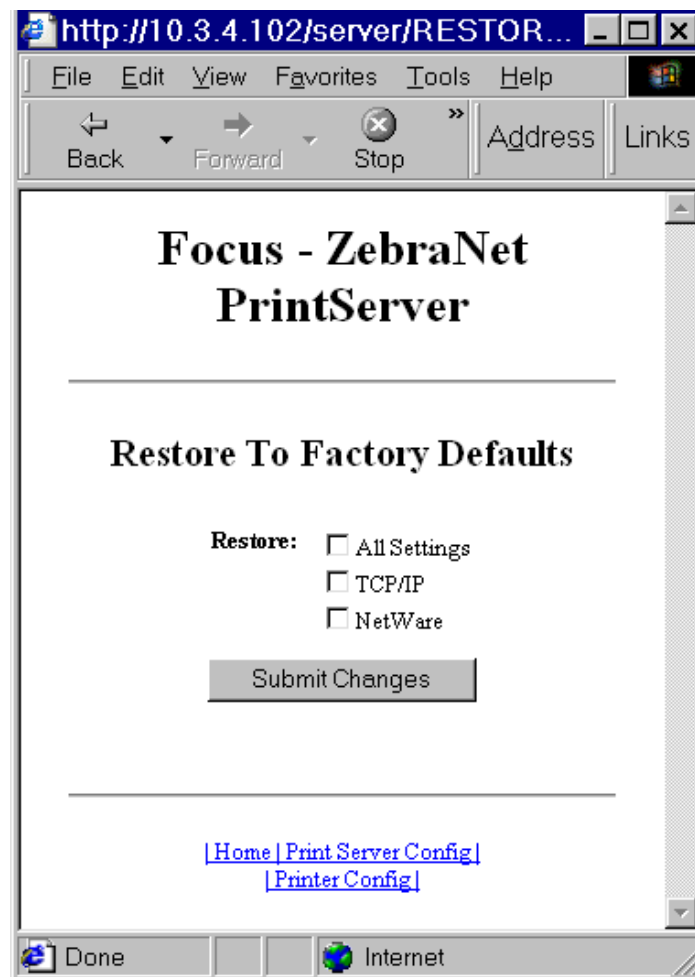 http://10.3.4.102/server/RESTOR...
File Edit View Favorites Tools Help
Back Forward Stop » Address Links
Focus - ZebraNet
PrintServer
Restore To Factory Defaults
Restore: All Settings
TCP/IP
NetWare
Submit Changes
| Home | Print Server Config |
| Printer Config |
Done Internet